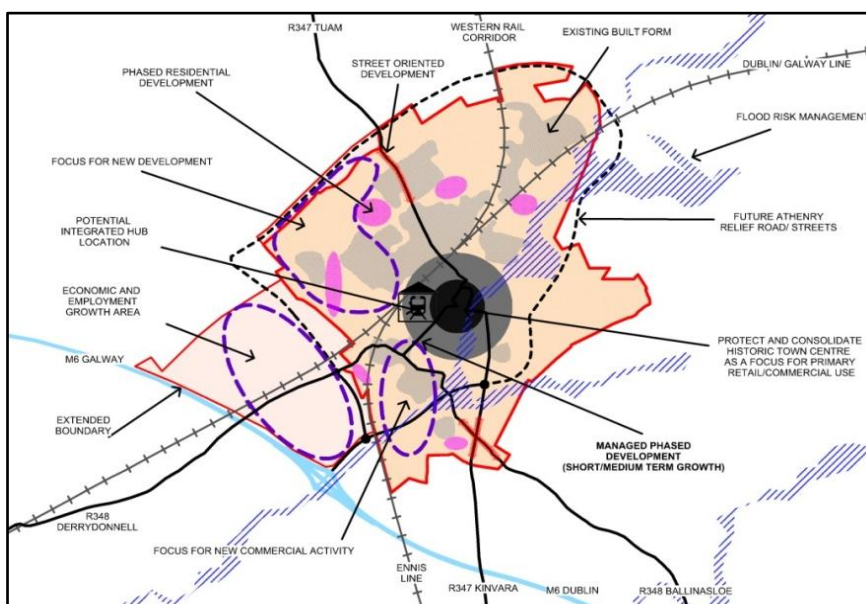 R347 TUAM
WESTERN RAIL
CORRIDOR
EXISTING BUILT FORM
STREET ORIENTED
DEVELOPMENT
DUBLIN/ GALWAY LINE
PHASED RESIDENTIAL
DEVELOPMENT
FLOOD RISK MANAGEMENT
FOCUS FOR NEW DEVELOPMENT
POTENTIAL
INTEGRATED HUB
LOCATION
FUTURE ATHENRY
RELIEF ROAD/ STREETS
ECONOMIC AND
EMPLOYMENT
GROWTH AREA
PROTECT AND CONSOLIDATE
HISTORIC TOWN CENTRE
AS A FOCUS FOR PRIMARY
RETAIL/COMMERCIAL USE
M6 GALWAY
EXTENDED
BOUNDARY
MANAGED PHASED
DEVELOPMENT
(SHORT/MEDIUM TERM GROWTH)
R348
DERRYDONNELL
FOCUS FOR NEW COMMERCIAL ACTIVITY
ENNIS
LINE
R347 KINVARA
M6 DUBLIN
R348 BALLINASLOE